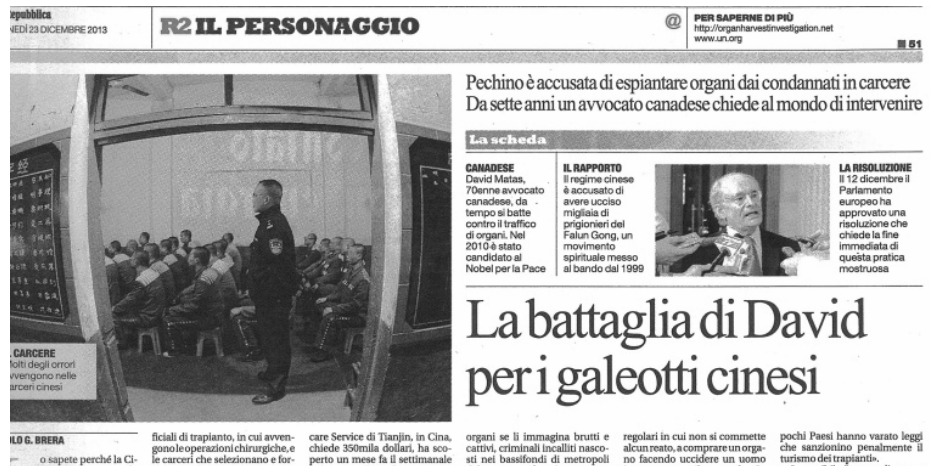 epubblica
NEDÌ 23 DICEMBRE 2013
R2 IL PERSONAGGIO
@
PER SAPERNE DI PIÙ
http://organharvestinvestigation.net
www.un.org
51
Pechino è accusata di espiantare organi dai condannati in carcere
Da sette anni un avvocato canadese chiede al mondo di intervenire
La scheda
CANADESE
David Matas,
70enne avvocato
canadese, da
tempo si batte
contro il traffico
di organi. Nel
2010 è stato
candidato al
Nobel per la Pace
IL RAPPORTO
Il regime cinese
è accusato di
avere ucciso
migliaia di
prigionieri del
Falun Gong, un
movimento
spirituale messo
al bando dal 1999
LA RISOLUZIONE
Il 12 dicembre il
Parlamento
europeo ha
approvato una
risoluzione che
chiede la fine
immediata di
questa pratica
mostruosa
La battaglia di David
per i galeotti cinesi
CARCERE
Molti degli orrori
avvengono nelle
carceri cinesi
OLO G. BRERA
o sapete perché la Ci-
ficiali di trapianto, in cui avven-
gono le operazioni chirurgiche, e
le carceri che selezionano e for-
care Service di Tianjin, in Cina,
chiede 350mila dollari, ha sco-
perto un mese fa il settimanale
organi se li immagina brutti e
cattivi, criminali incalliti nasco-
sti nei bassifondi di metropoli
regolari in cui non si commette
alcun reato, a comprare un orga-
no facendo uccidere un uomo
pochi Paesi hanno varato leggi
che sanzionino penalmente il
turismo dei trapianti».